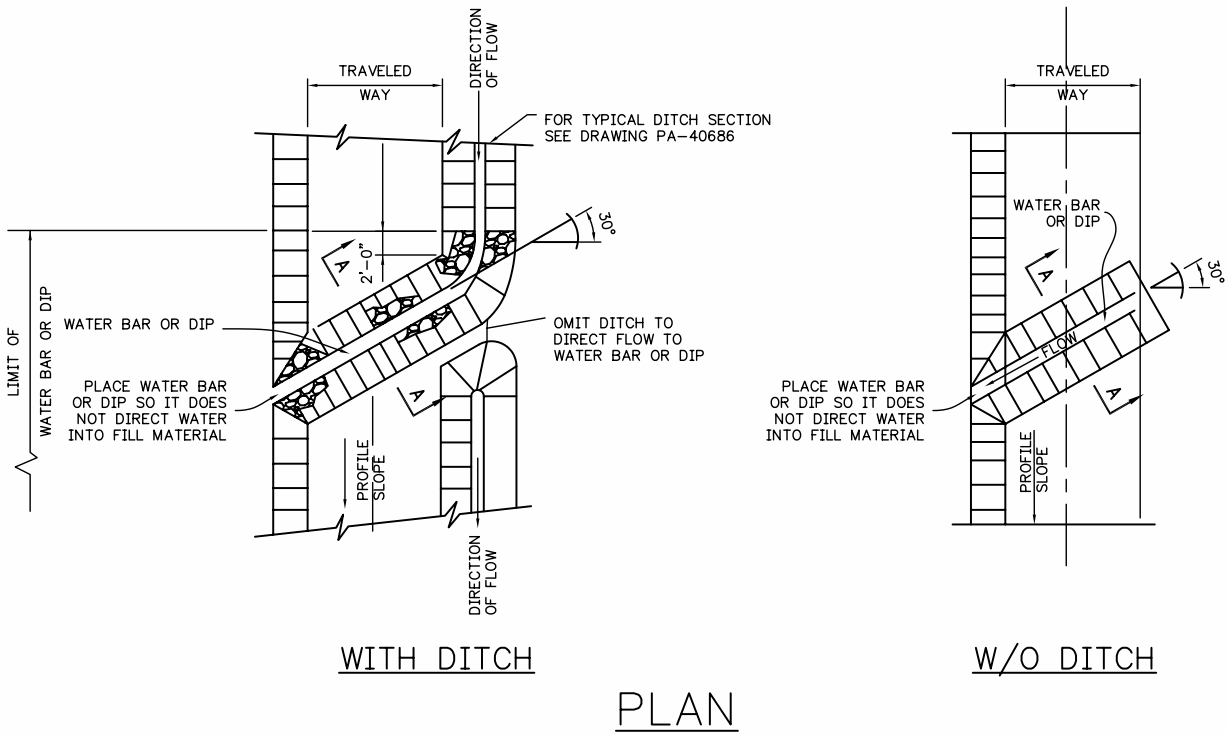 TRAVELED
WAY
DIRECTION
OF FLOW
FOR TYPICAL DITCH SECTION
SEE DRAWING PA-40686
30°
A
2'-0"
LIMIT OF
WATER BAR OR DIP
WATER BAR OR DIP
OMIT DITCH TO
DIRECT FLOW TO
WATER BAR OR DIP
PLACE WATER BAR
OR DIP SO IT DOES
NOT DIRECT WATER
INTO FILL MATERIAL
A
PROFILE
SLOPE
DIRECTION
OF FLOW
WITH DITCH
TRAVELED
WAY
WATER BAR
OR DIP
A
30°
FLOW
PLACE WATER BAR
OR DIP SO IT DOES
NOT DIRECT WATER
INTO FILL MATERIAL
A
PROFILE
SLOPE
W/O DITCH
PLAN